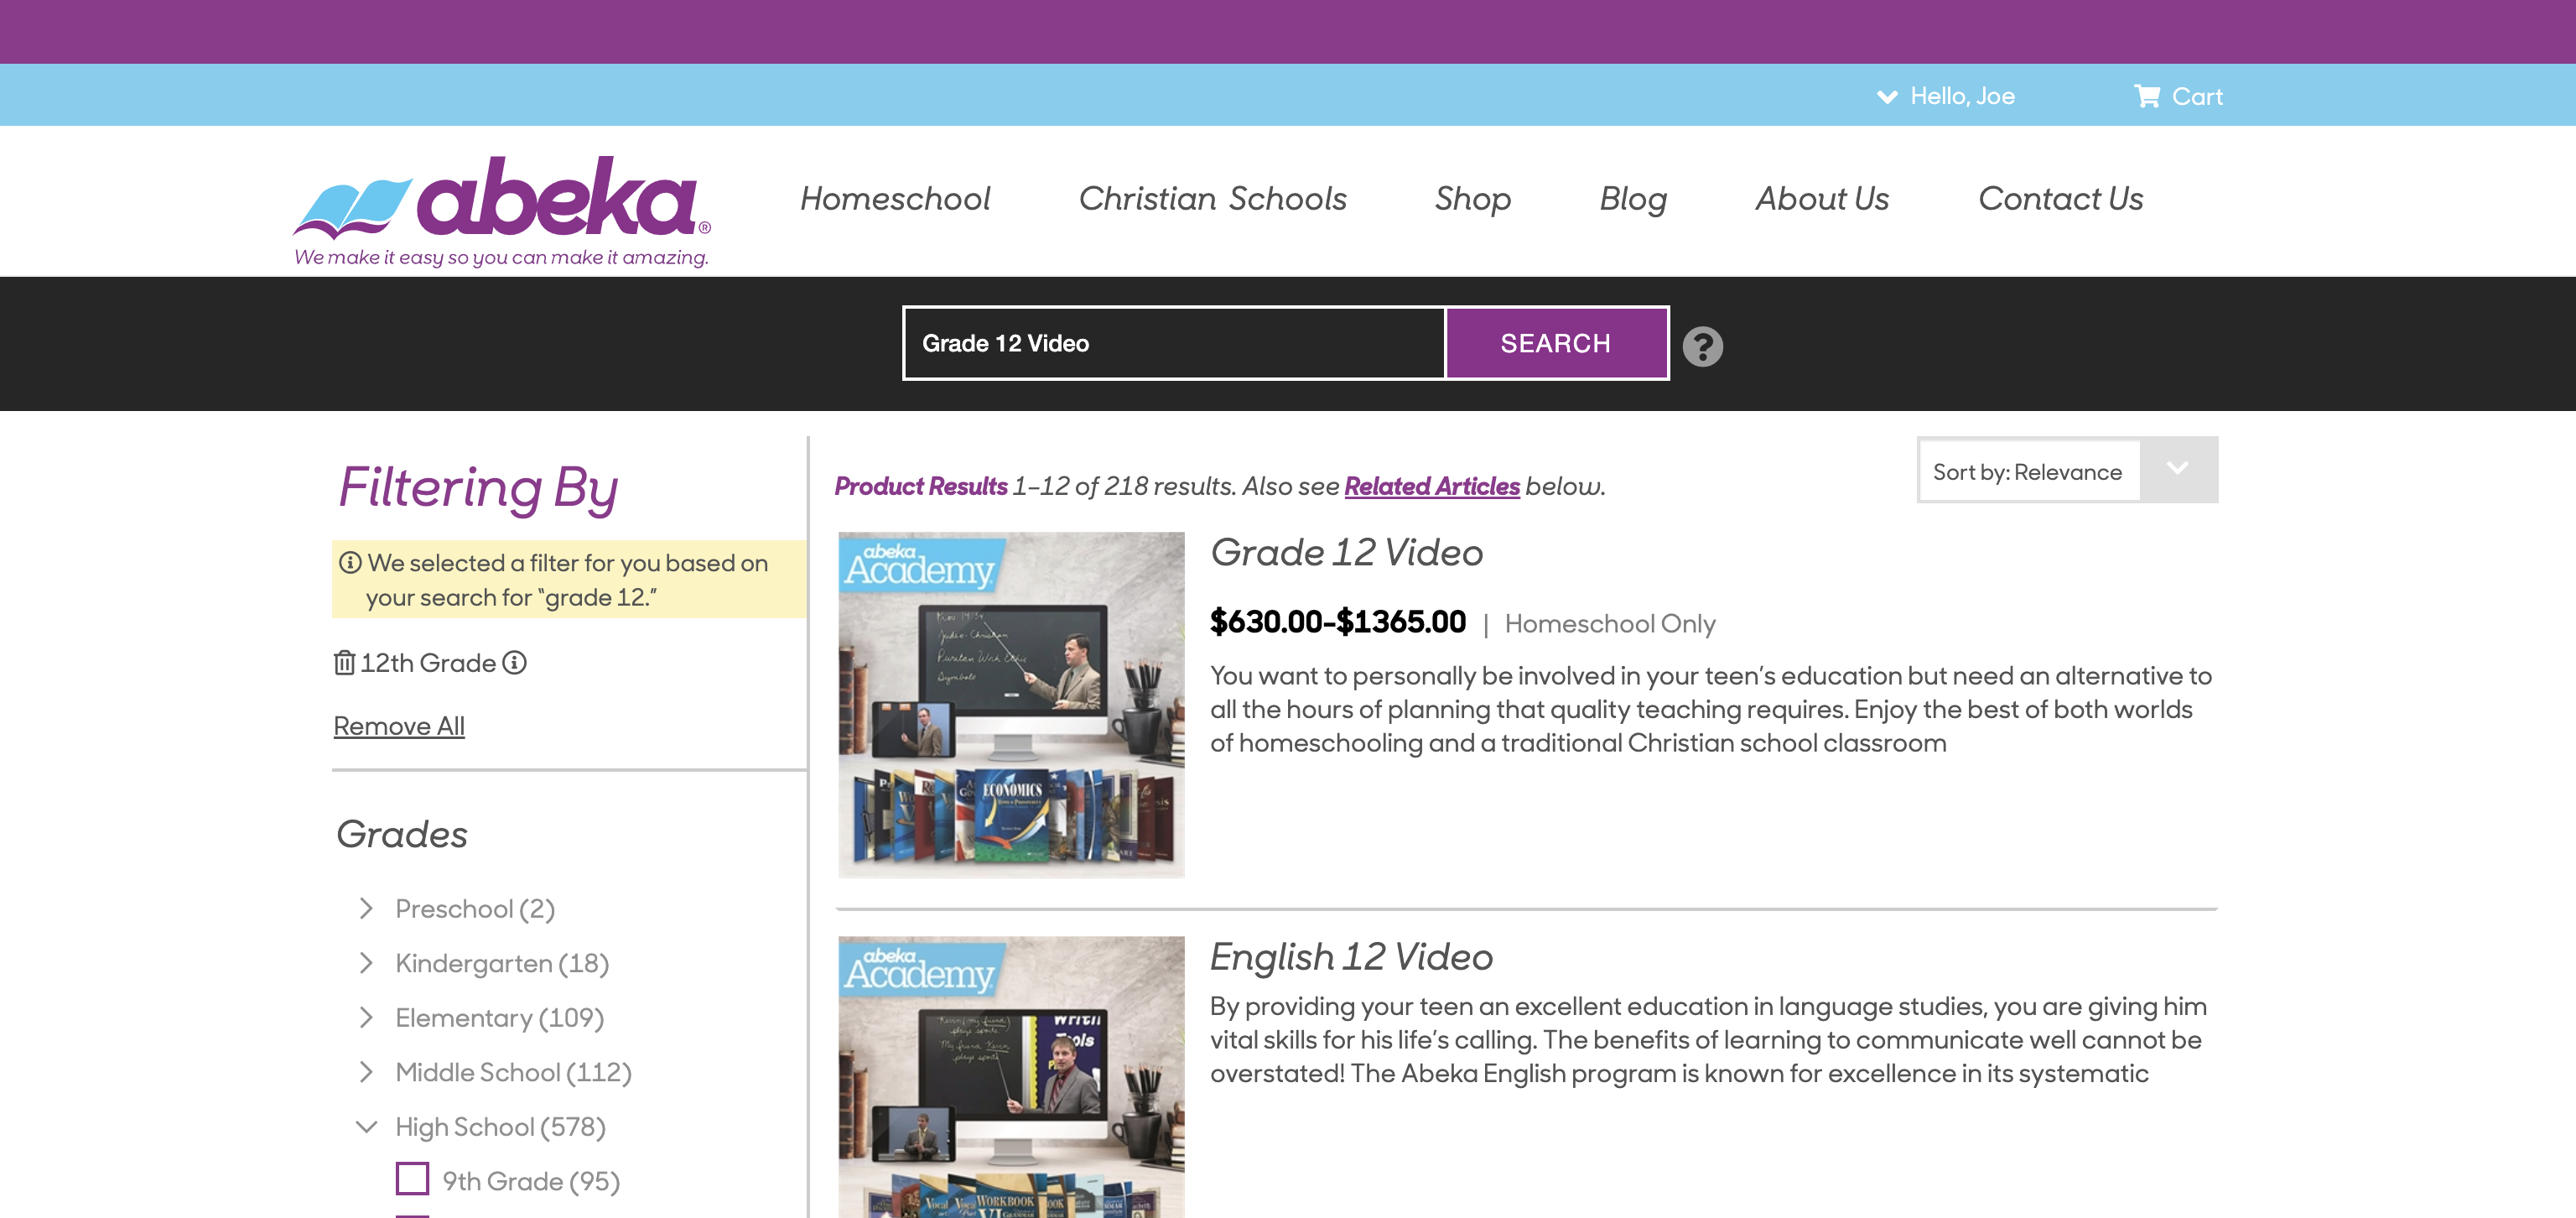 Hello, Joe
Cart
abeka®
We make it easy so you can make it amazing.
Homeschool
Christian Schools
Shop
Blog
About Us
Contact Us
Grade 12 Video
SEARCH
?
Filtering By
We selected a filter for you based on
your search for “grade 12.”
12th Grade
Remove All
Grades
Preschool (2)
Kindergarten (18)
Elementary (109)
Middle School (112)
High School (578)
9th Grade (95)
Product Results 1–12 of 218 results. Also see Related Articles below.
Sort by: Relevance
abeka
Academy
ECONOMICS
Grade 12 Video
$630.00-$1365.00 | Homeschool Only
You want to personally be involved in your teen’s education but need an alternative to
all the hours of planning that quality teaching requires. Enjoy the best of both worlds
of homeschooling and a traditional Christian school classroom
abeka
Academy
WORKBOOK
English 12 Video
By providing your teen an excellent education in language studies, you are giving him
vital skills for his life’s calling. The benefits of learning to communicate well cannot be
overstated! The Abeka English program is known for excellence in its systematic